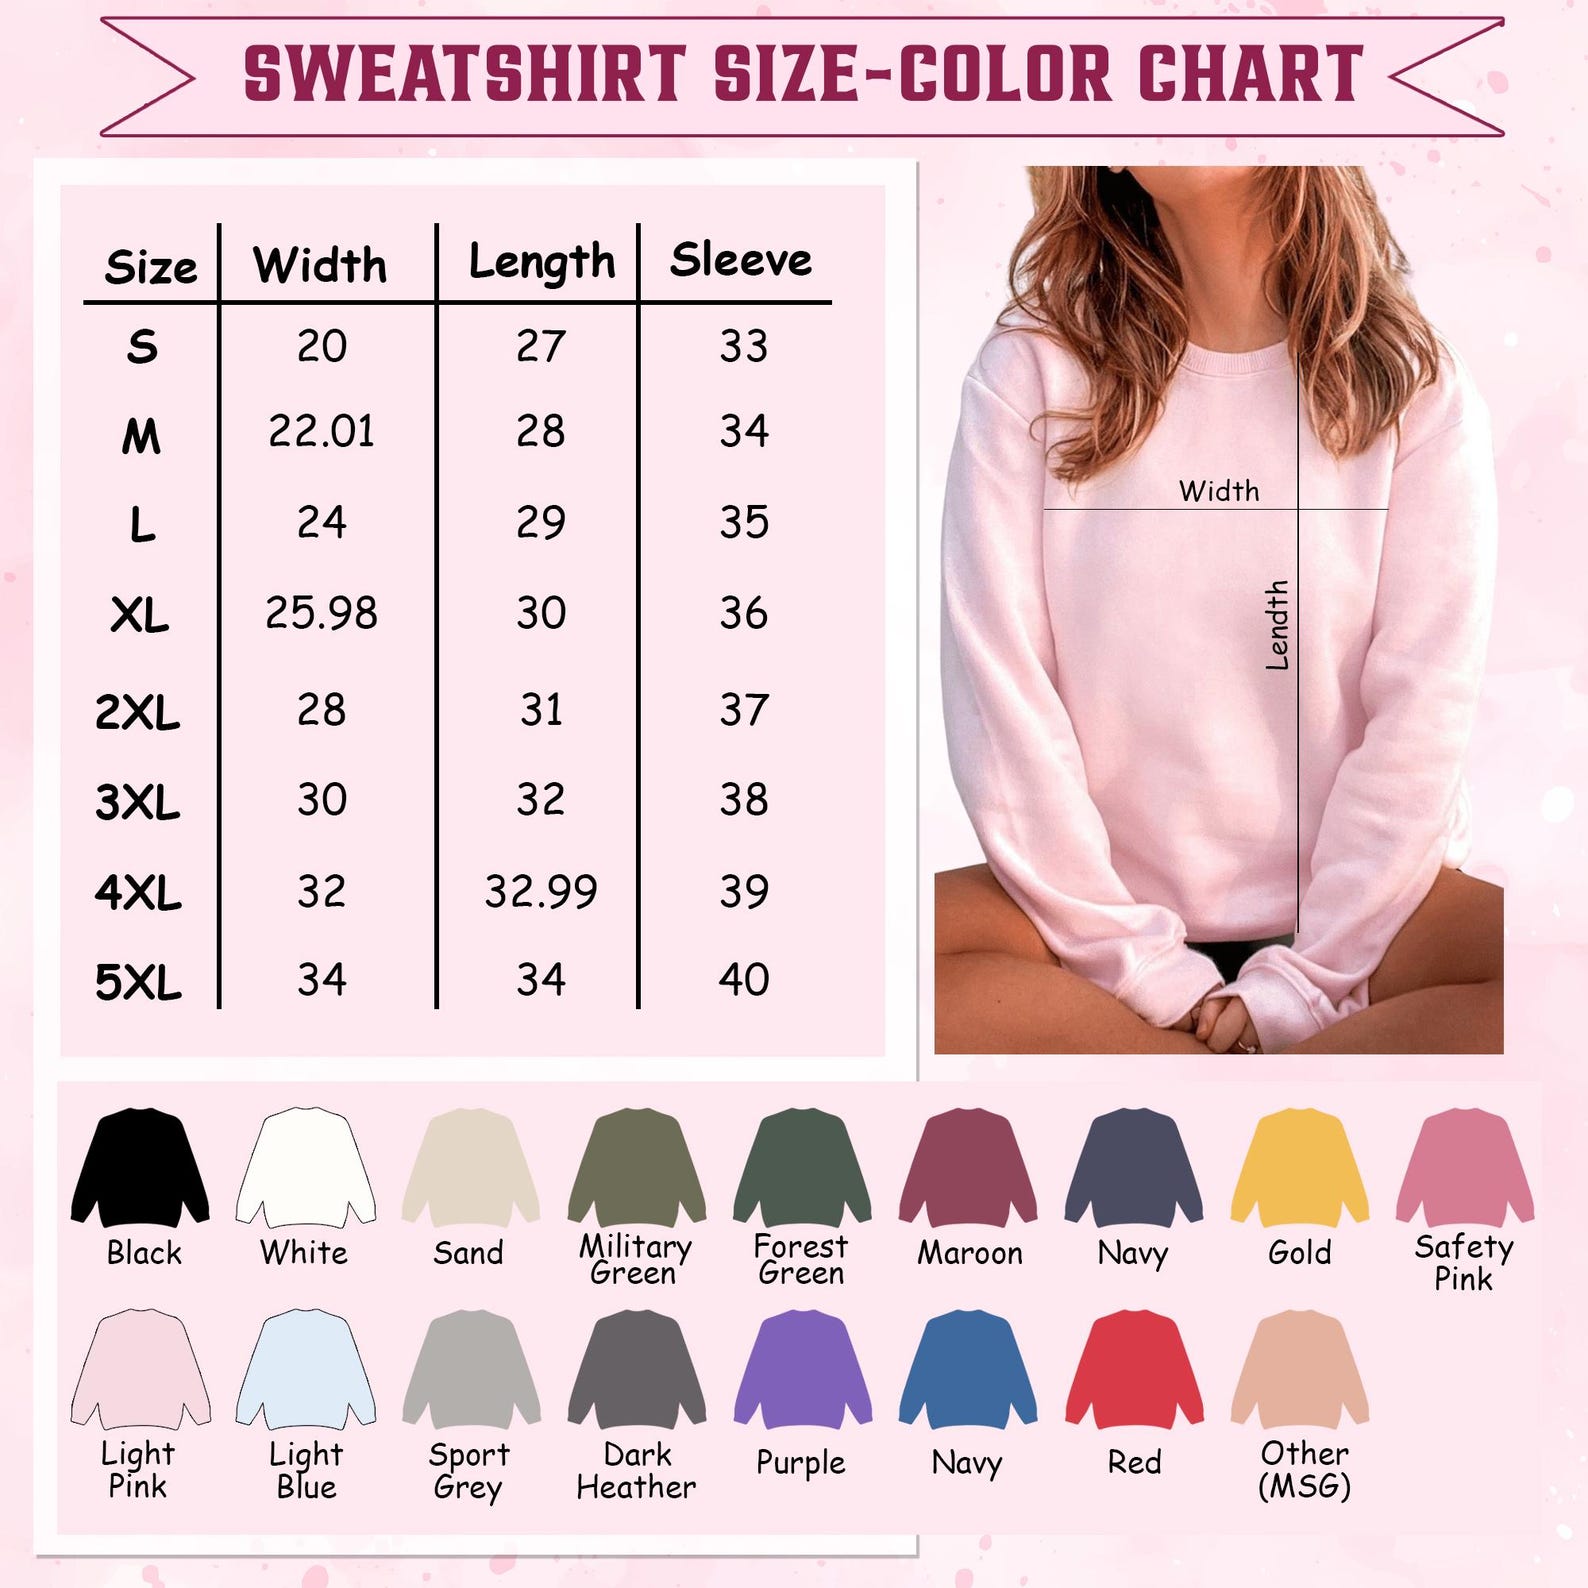 SWEATSHIRT SIZE-COLOR CHART
Size Width Length Sleeve
S 20 27 33
M 22.01 28 34
L 24 29 35
XL 25.98 30 36
2XL 28 31 37
3XL 30 32 38
4XL 32 32.99 39
5XL 34 34 40
Width
Lendth
Black
White
Sand
Military
Green
Forest
Green
Maroon
Navy
Gold
Safety
Pink
Light
Pink
Light
Blue
Sport
Grey
Dark
Heather
Purple
Navy
Red
Other
(MSG)